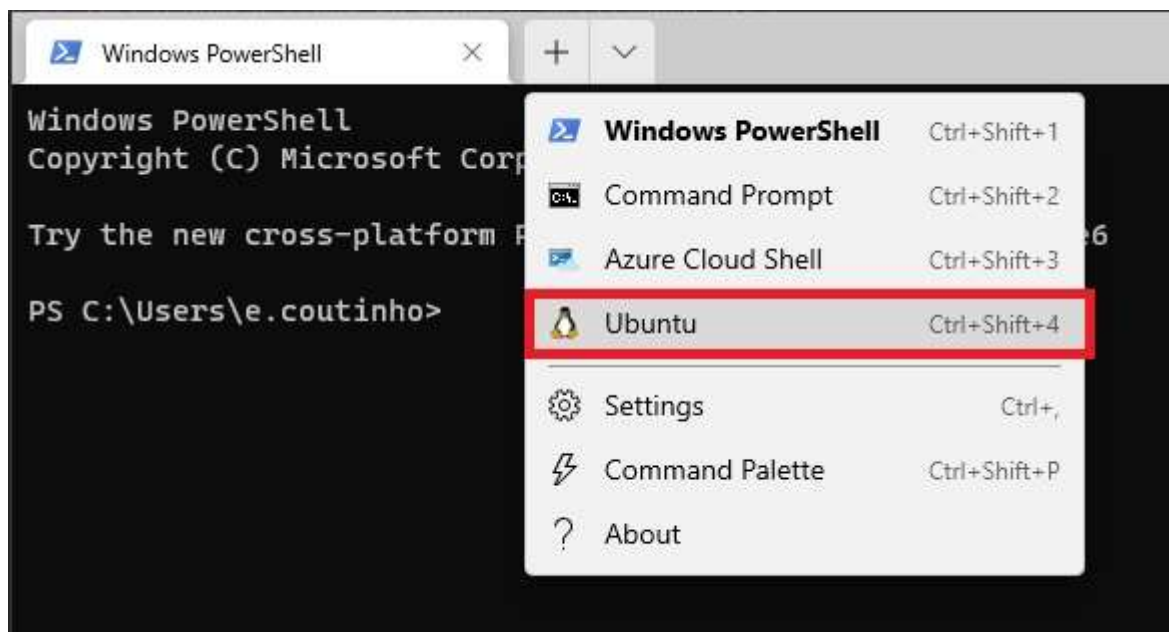 Windows PowerShell
Windows PowerShell
Copyright (C) Microsoft
Try the new cross-platform
PS C:\Users\e.coutinho>
Windows PowerShell Ctrl+Shift+1
Command Prompt Ctrl+Shift+2
Azure Cloud Shell Ctrl+Shift+3
Ubuntu Ctrl+Shift+4
Settings Ctrl+,
Command Palette Ctrl+Shift+P
About